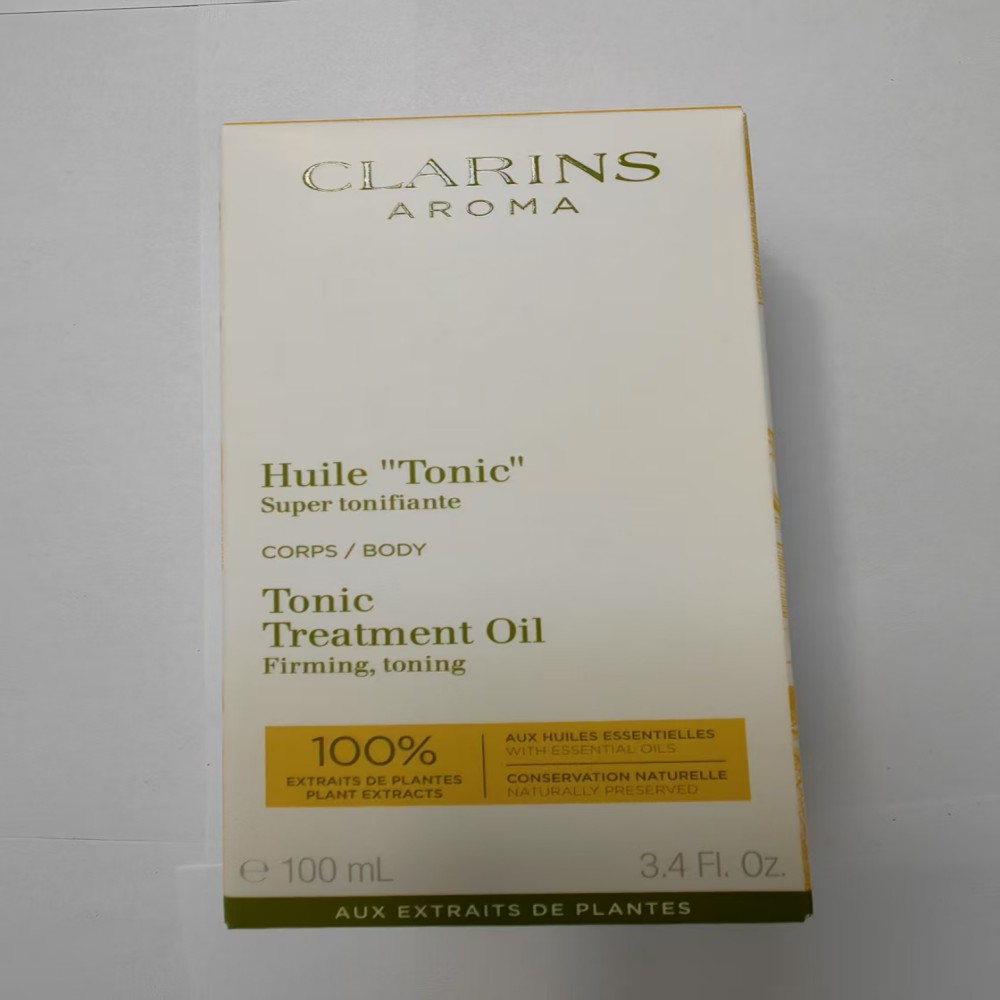 CLARINS
AROMA
Huile "Tonic"
Super tonifiante
CORPS / BODY
Tonic
Treatment Oil
Firming, toning
100%
EXTRAITS DE PLANTES
PLANT EXTRACTS
AUX HUILES ESSENTIELLES
WITH ESSENTIAL OILS
CONSERVATION NATURELLE
NATURALLY PRESERVED
℮ 100 mL
3.4 Fl. Oz.
AUX EXTRAITS DE PLANTES